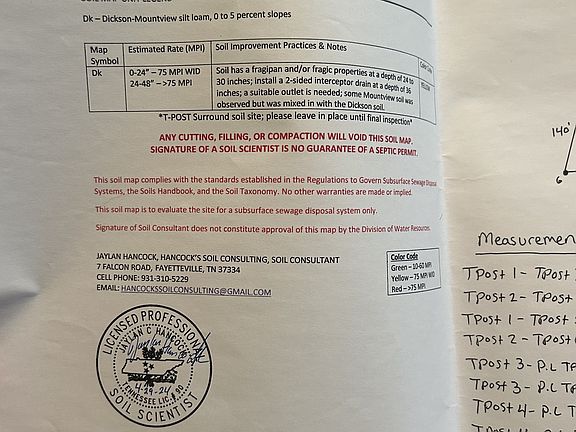 Dk – Dickson-Mountview silt loam, 0 to 5 percent slopes
Map Symbol Estimated Rate (MPI) Soil Improvement Practices & Notes
Dk 0-24" – 75 MPI WID Soil has a fragipan and/or fragic properties at a depth of 24 to
24-48" – >75 MPI 30 inches; install a 2-sided interceptor drain at a depth of 36
inches; a suitable outlet is needed; some Mountview soil was
observed but was mixed in with the Dickson soil.
YELLOW
*T-POST Surround soil site; please leave in place until final inspection*
ANY CUTTING, FILLING, OR COMPACTION WILL VOID THIS SOIL MAP.
SIGNATURE OF A SOIL SCIENTIST IS NO GUARANTEE OF A SEPTIC PERMIT.
This soil map complies with the standards established in the Regulations to Govern Subsurface Sewage Disposal
Systems, the Soils Handbook, and the Soil Taxonomy. No other warranties are made or implied.
This soil map is to evaluate the site for a subsurface sewage disposal system only.
Signature of Soil Consultant does not constitute approval of this map by the Division of Water Resources.
JAYLAN HANCOCK, HANCOCK'S SOIL CONSULTING, SOIL CONSULTANT
7 FALCON ROAD, FAYETTEVILLE, TN 37334
CELL PHONE: 931-310-5229
EMAIL: HANCOCKSSOILCONSULTING@GMAIL.COM
Color Code
Green – 10-60 MPI
Yellow – 75 MPI WID
Red – >75 MPI
LICENSED PROFESSIONAL
JAYLAN C HANCOCK
4-29-24
TENNESSEE LIC. #
SOIL SCIENTIST
140'
6
Measuremen
TPost 1 - TPost
TPost 2 - TPost
TPost 1 - TPost
TPost 2 - TPost
TPost 3 - P.L TP
TPost 3 - P.L T
TPost 4 - P.L T